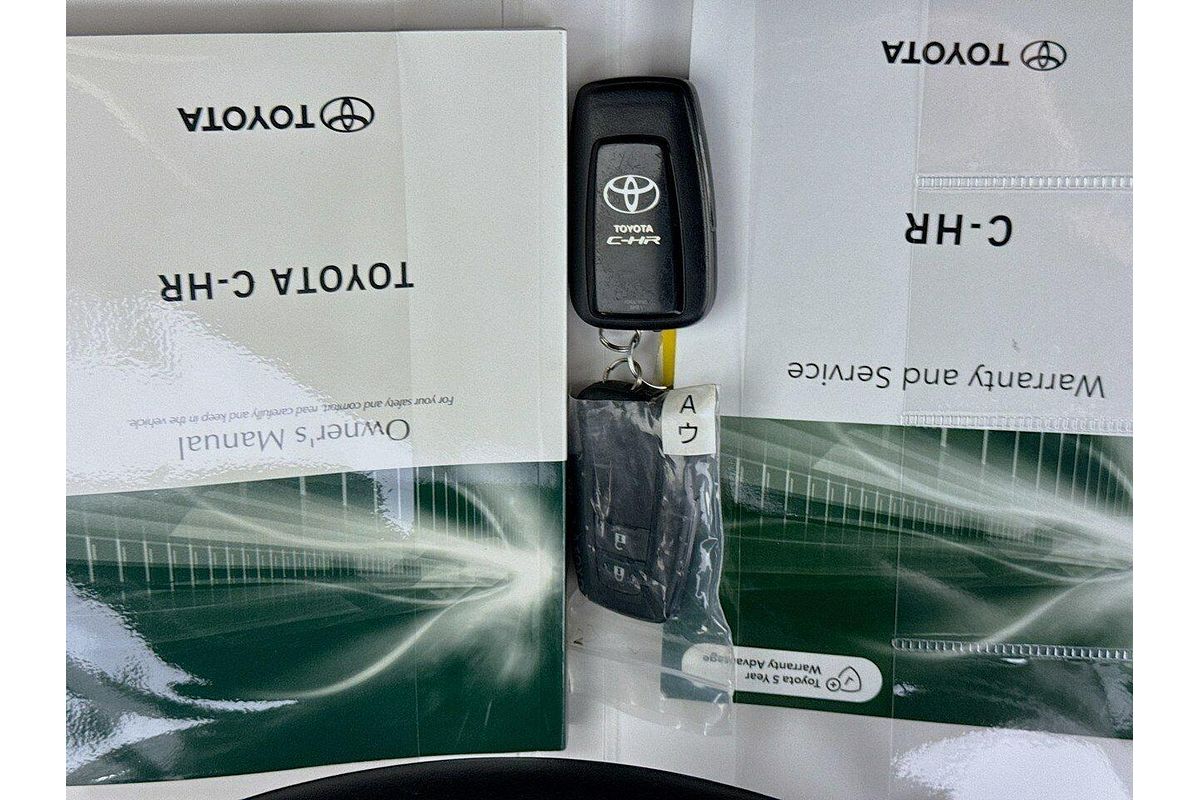 TOYOTA
TOYOTA C-HR
Owner's Manual
For your safety and comfort, read carefully and keep in the vehicle.
TOYOTA
C-HR
A
ウ
TOYOTA
C-HR
Warranty and Service
Toyota 5 Year
Warranty Advantage